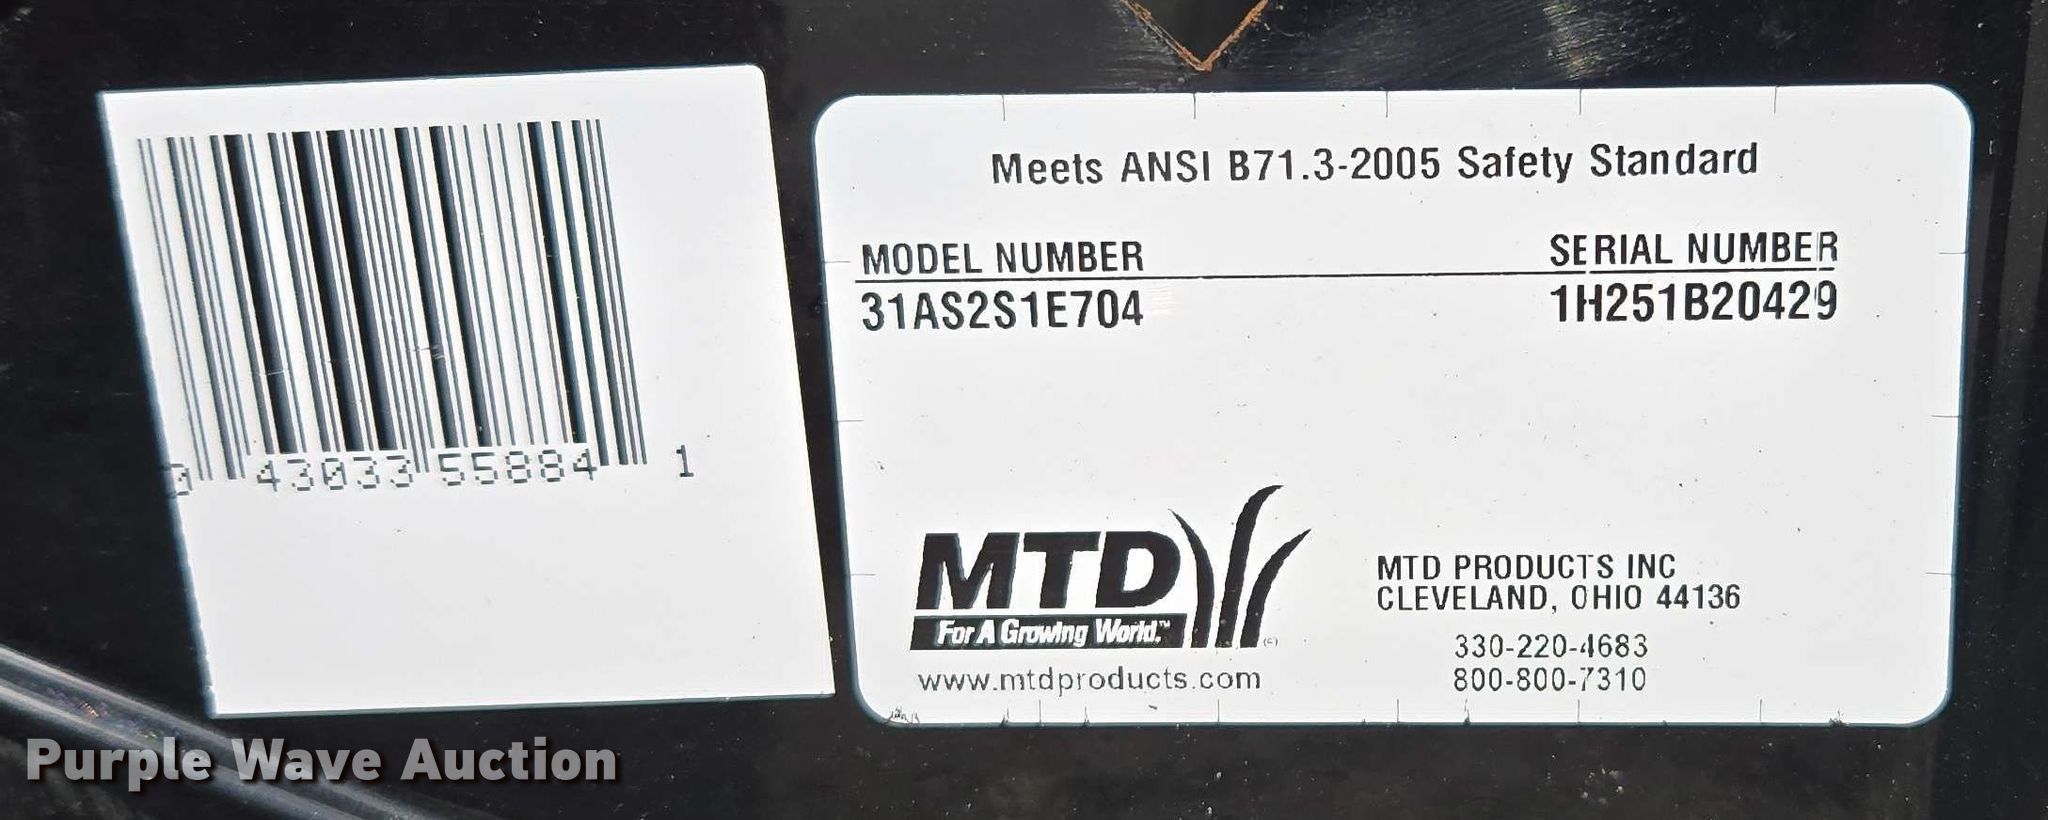 0 43033 55884 1
Meets ANSI B71.3-2005 Safety Standard
MODEL NUMBER SERIAL NUMBER
31AS2S1E704 1H251B20429
MTD
For A Growing World.™
www.mtdproducts.com
MTD PRODUCTS INC
CLEVELAND, OHIO 44136
330-220-4683
800-800-7310
Purple Wave Auction